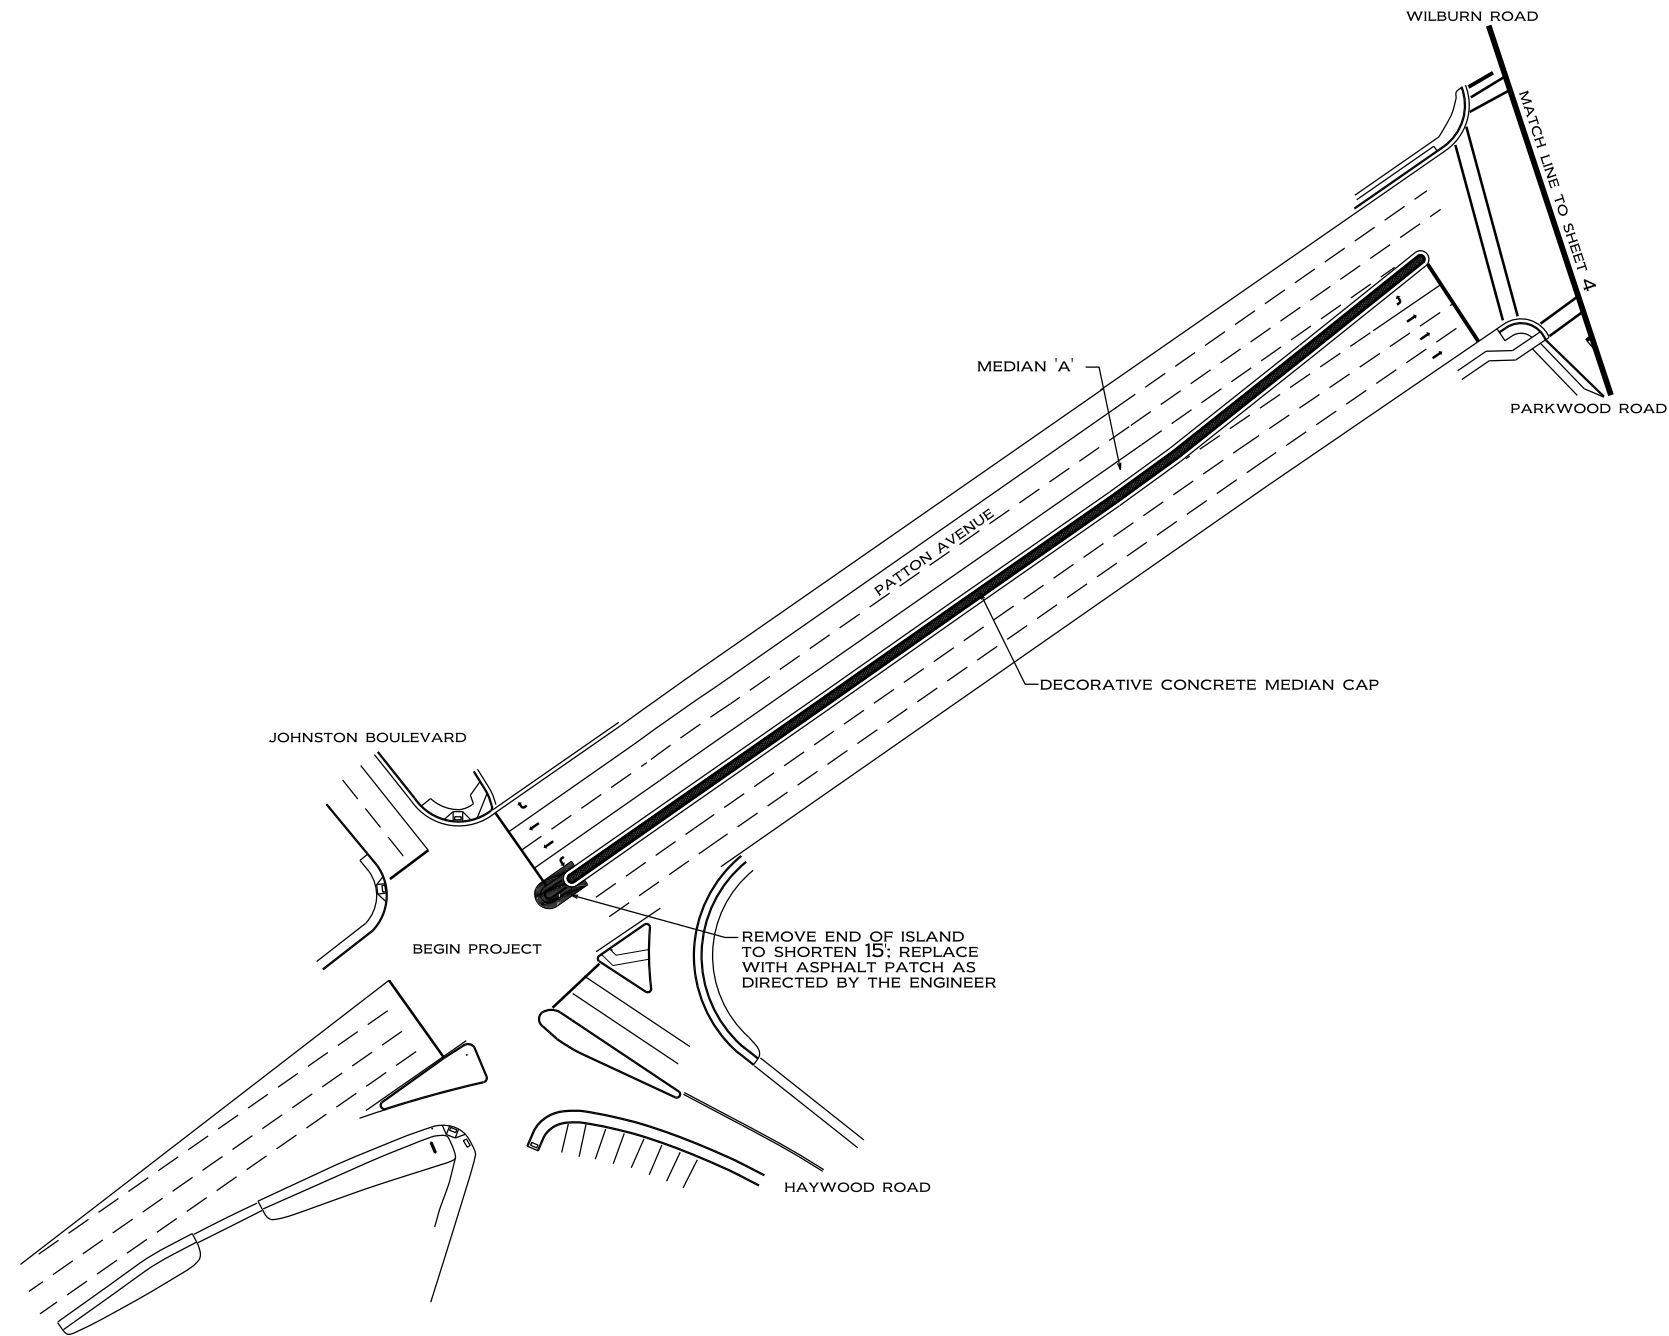 WILBURN ROAD
MATCH LINE TO SHEET 4
MEDIAN 'A'
PARKWOOD ROAD
PATTON AVENUE
DECORATIVE CONCRETE MEDIAN CAP
JOHNSTON BOULEVARD
BEGIN PROJECT
REMOVE END OF ISLAND
TO SHORTEN 15'; REPLACE
WITH ASPHALT PATCH AS
DIRECTED BY THE ENGINEER
HAYWOOD ROAD